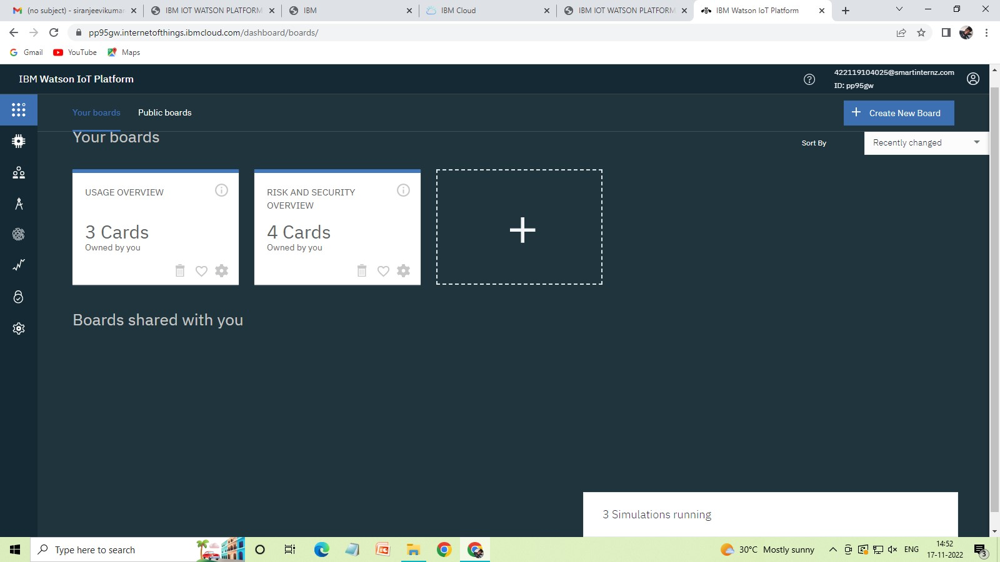 (no subject) - siranjeevikumar
IBM IOT WATSON PLATFORM
IBM
IBM Cloud
IBM IOT WATSON PLATFORM
IBM Watson IoT Platform
pp95gw.internetofthings.ibmcloud.com/dashboard/boards/
Gmail
YouTube
Maps
IBM Watson IoT Platform
422119104025@smartinternz.com
ID: pp95gw
Your boards
Public boards
Create New Board
Your boards
Sort By
Recently changed
USAGE OVERVIEW
3 Cards
Owned by you
RISK AND SECURITY
OVERVIEW
4 Cards
Owned by you
Boards shared with you
3 Simulations running
Type here to search
30°C Mostly sunny
ENG
14:52
17-11-2022
3